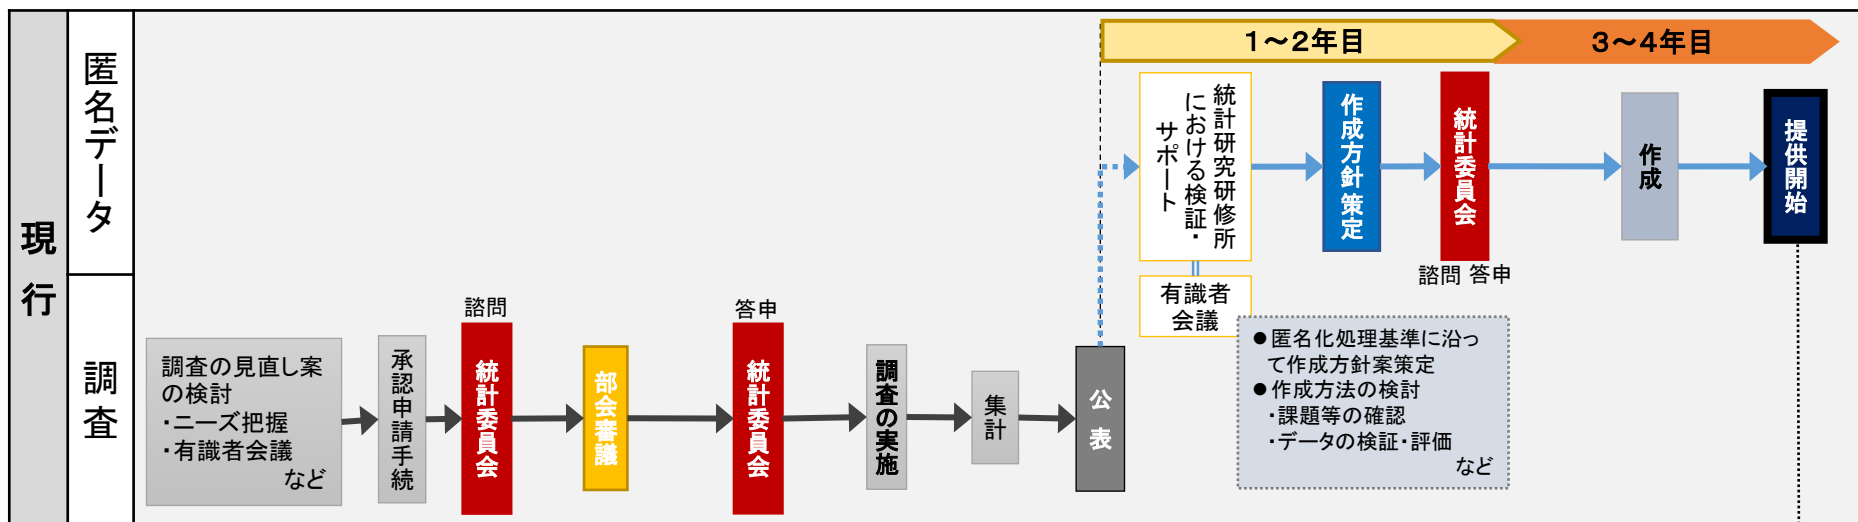 現行
匿名データ
1～2年目
3～4年目
統計研究研修所
における検証・
サポート
有識者
会議
作成方針策定
統計委員会
諮問 答申
作成
提供開始
●匿名化処理基準に沿っ
て作成方針案策定
●作成方法の検討
・課題等の確認
・データの検証・評価
など
調査
調査の見直し案
の検討
・ニーズ把握
・有識者会議
など
承認申請手続
諮問
統計委員会
部会審議
答申
統計委員会
調査の実施
集計
公表